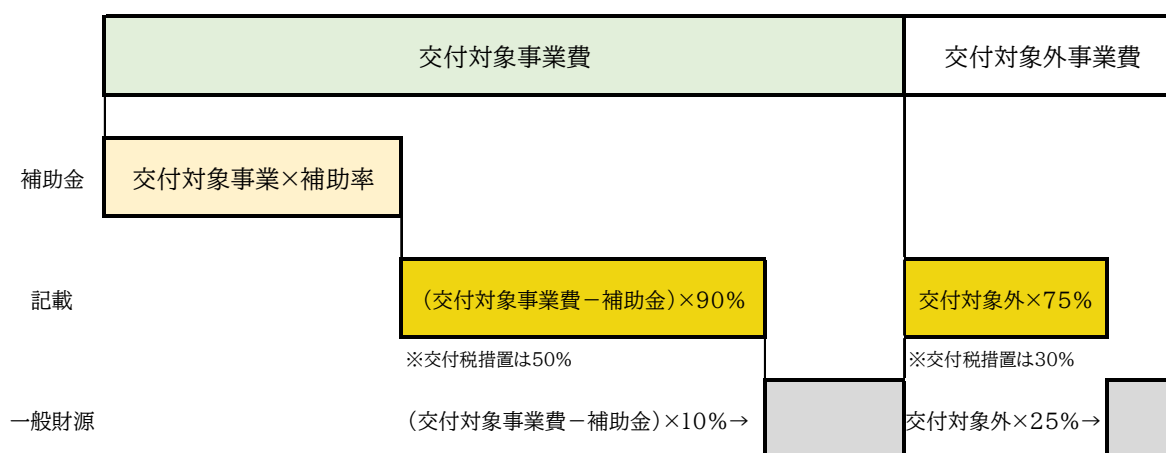 交付対象事業費 交付対象外事業費
補助金 交付対象事業×補助率
記載 (交付対象事業費-補助金)×90% 交付対象外×75%
※交付税措置は50% ※交付税措置は30%
一般財源 (交付対象事業費-補助金)×10%→ 交付対象外×25%→